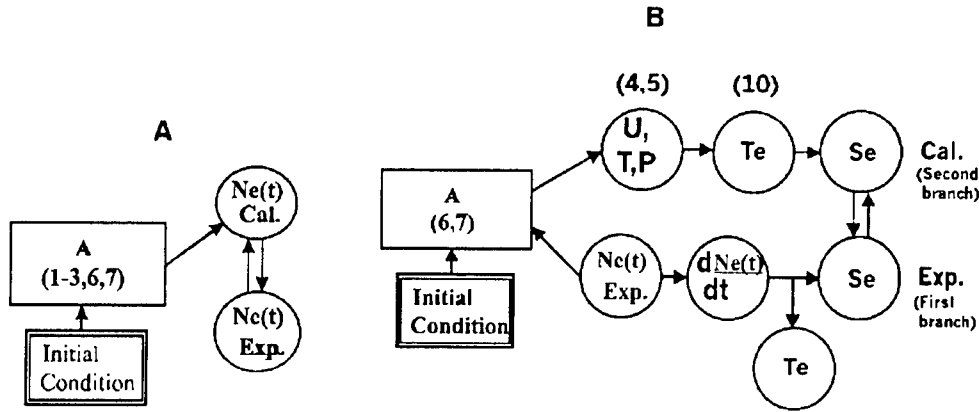 A
Ne(t)
Cal.
A
(1-3,6,7)
Ne(t)
Exp.
Initial
Condition
B
(4,5)
(10)
U,
T,P
Te
Se
Cal.
(Second
branch)
A
(6,7)
Ne(t)
Exp.
dNe(t)
dt
Se
Exp.
(First
branch)
Initial
Condition
Te